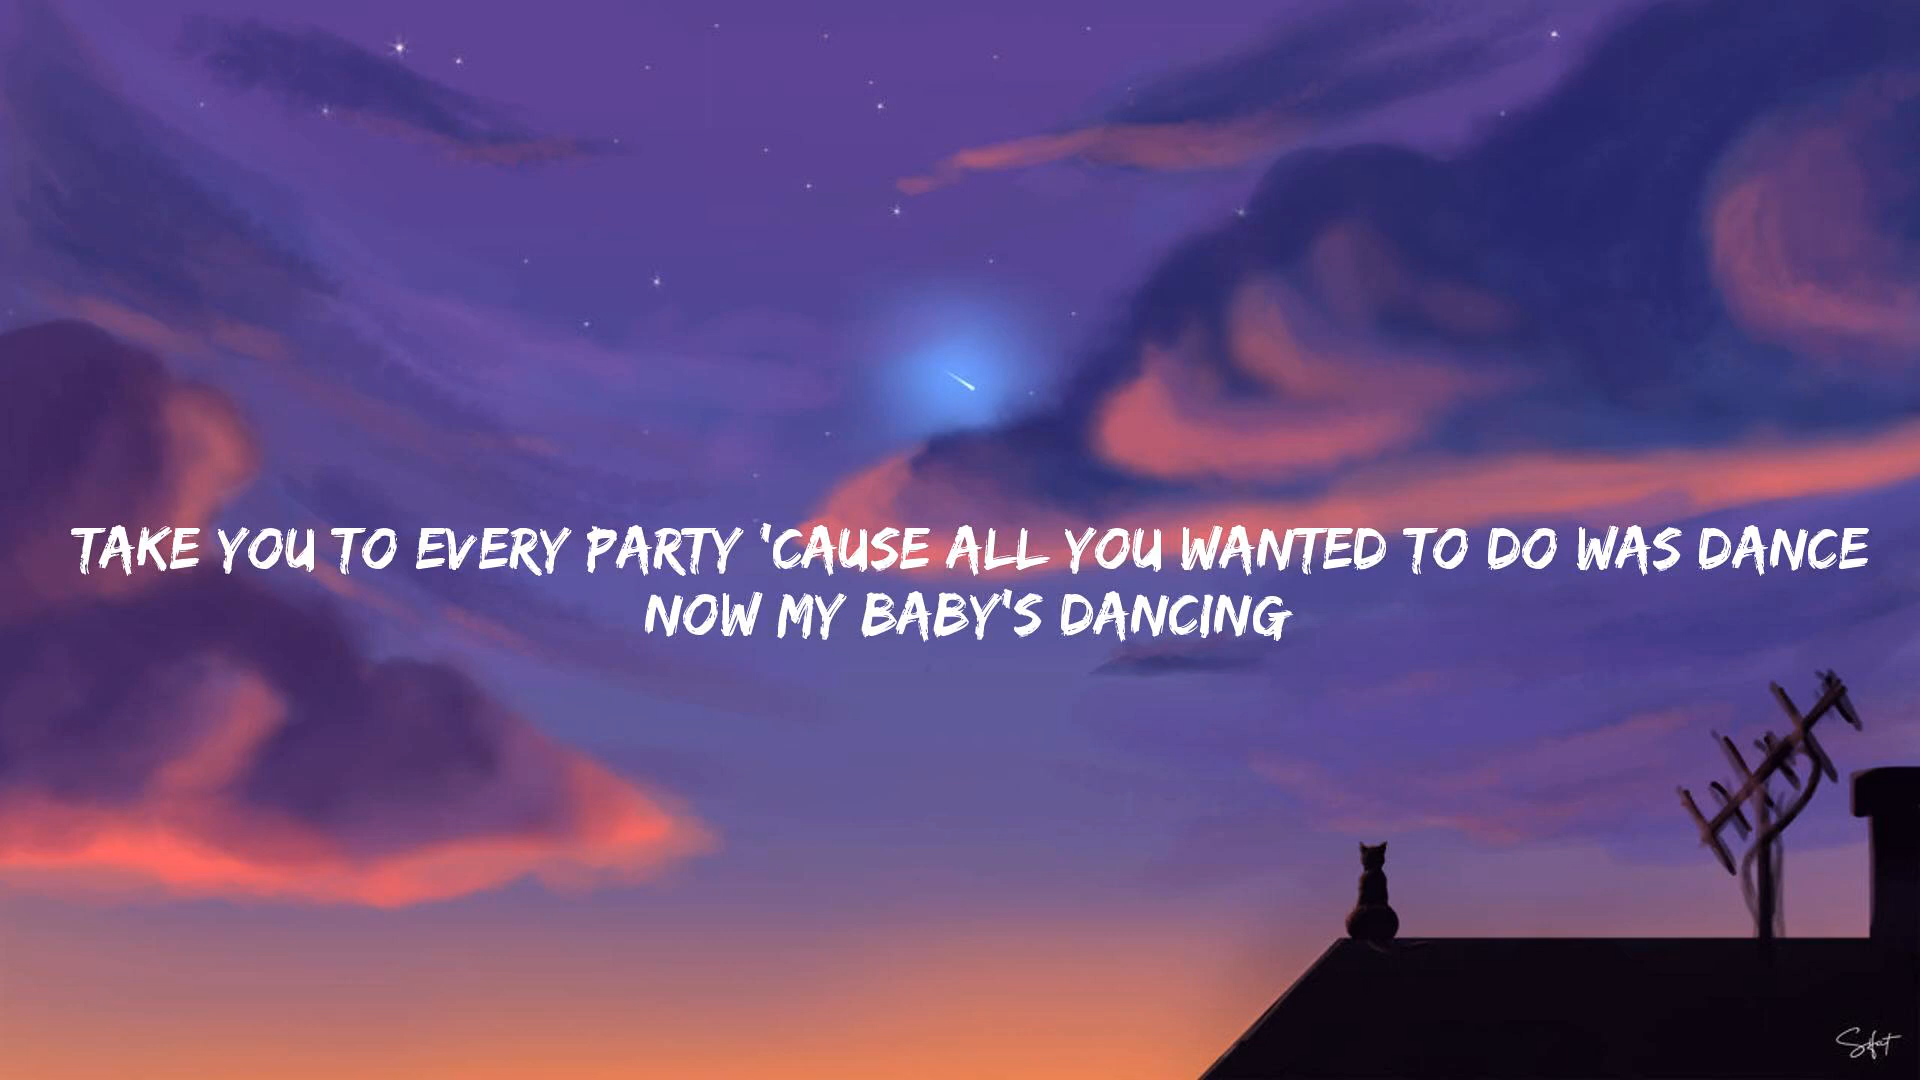 TAKE YOU TO EVERY PARTY 'CAUSE ALL YOU WANTED TO DO WAS DANCE
NOW MY BABY'S DANCING